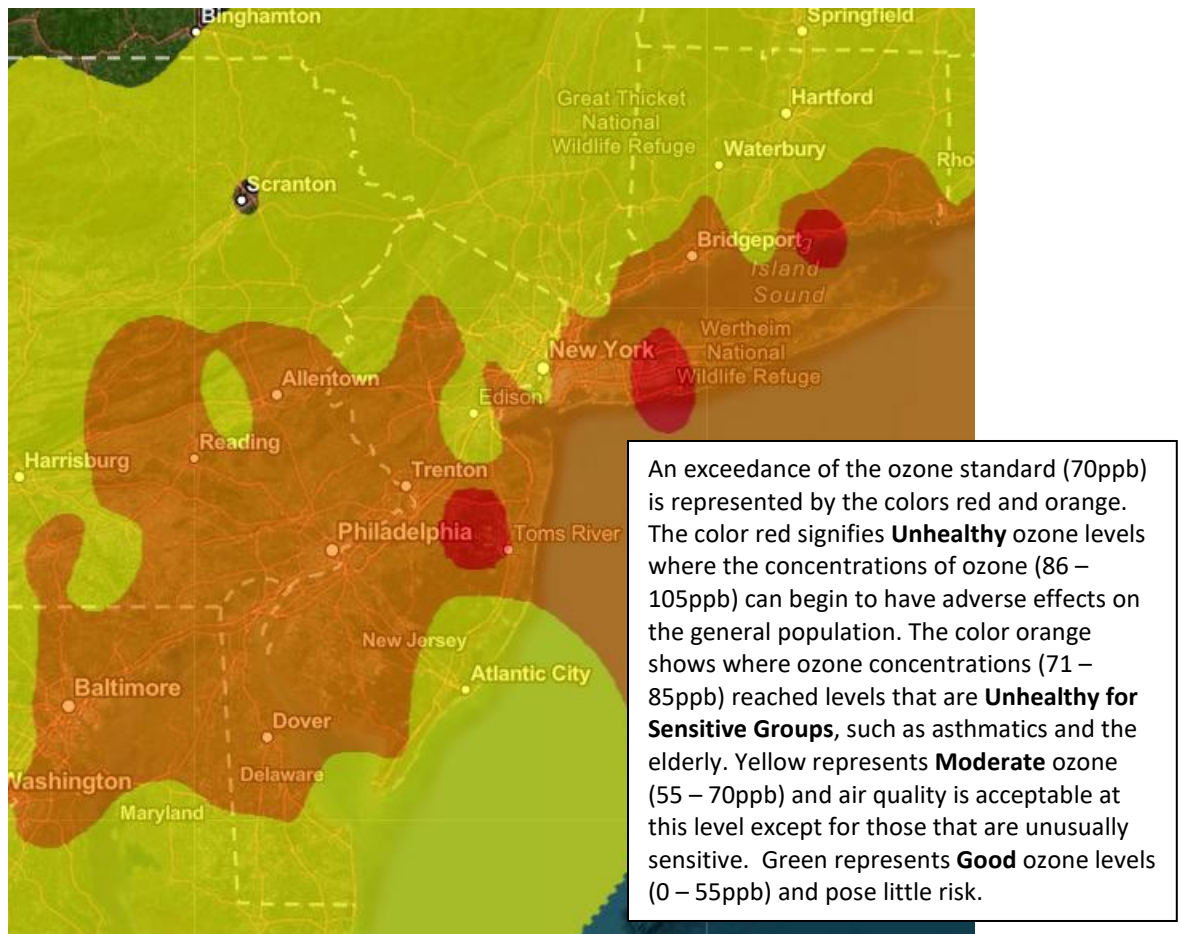 Binghamton
Springfield
Great Thicket
National
Wildlife Refuge
Hartford
Waterbury
Rho
Scranton
Bridgeport
Island
Sound
New York
Wertheim
National
Wildlife Refuge
Allentown
Edison
Reading
Harrisburg
Trenton
Philadelphia
Toms River
New Jersey
Atlantic City
Baltimore
Dover
Washington
Delaware
Maryland
An exceedance of the ozone standard (70ppb)
is represented by the colors red and orange.
The color red signifies Unhealthy ozone levels
where the concentrations of ozone (86 –
105ppb) can begin to have adverse effects on
the general population. The color orange
shows where ozone concentrations (71 –
85ppb) reached levels that are Unhealthy for
Sensitive Groups, such as asthmatics and the
elderly. Yellow represents Moderate ozone
(55 – 70ppb) and air quality is acceptable at
this level except for those that are unusually
sensitive.  Green represents Good ozone levels
(0 – 55ppb) and pose little risk.